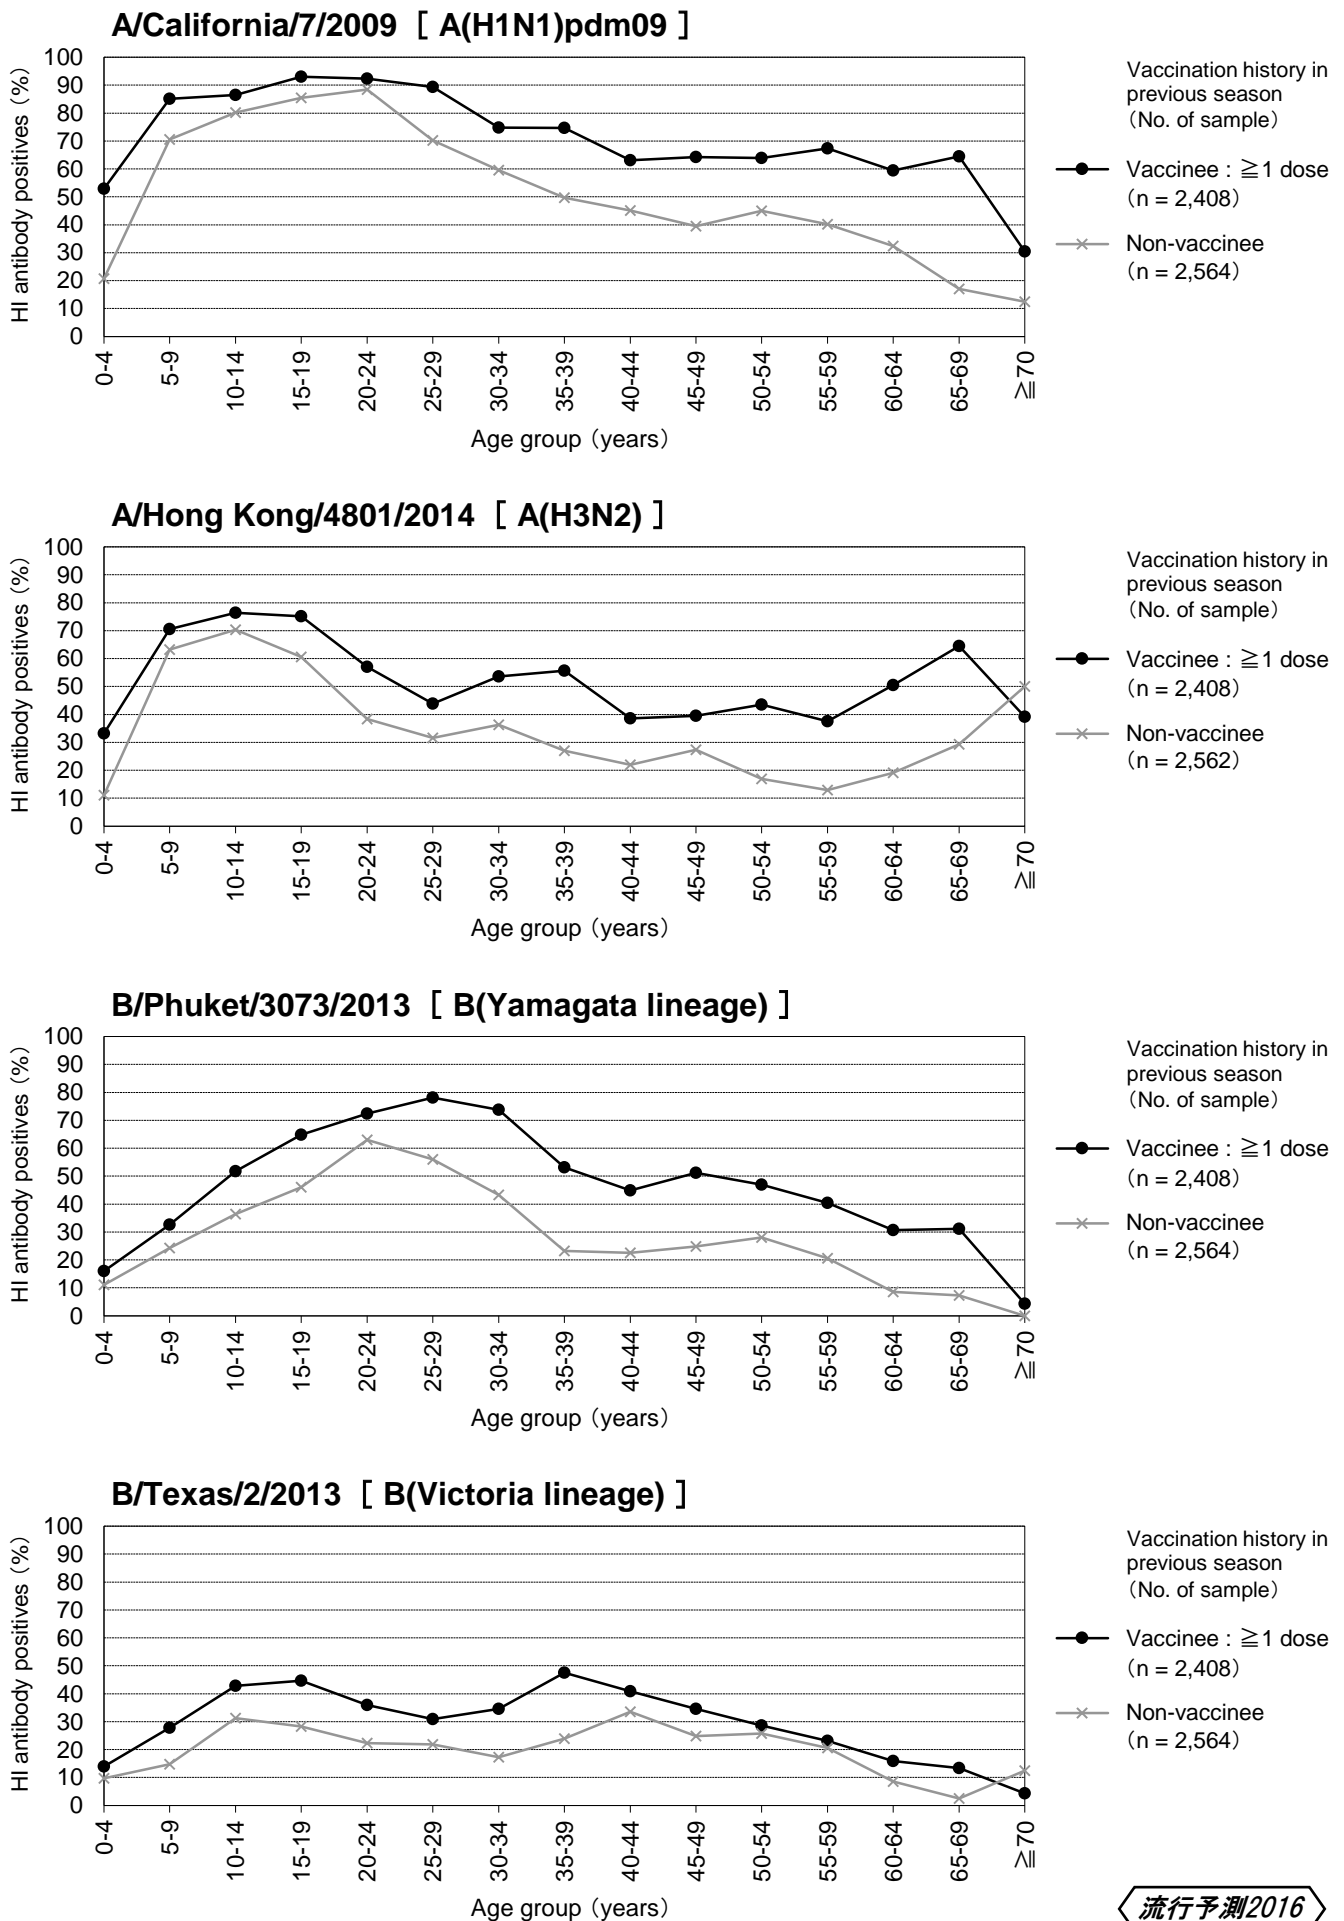 A/California/7/2009 [ A(H1N1)pdm09 ]
HI antibody positives (%)
100
90
80
70
60
50
40
30
20
10
0
0-4
5-9
10-14
15-19
20-24
25-29
30-34
35-39
40-44
45-49
50-54
55-59
60-64
65-69
≧70
Age group (years)
Vaccination history in
previous season
(No. of sample)
Vaccinee : ≧1 dose
(n = 2,408)
Non-vaccinee
(n = 2,564)
A/Hong Kong/4801/2014 [ A(H3N2) ]
HI antibody positives (%)
100
90
80
70
60
50
40
30
20
10
0
0-4
5-9
10-14
15-19
20-24
25-29
30-34
35-39
40-44
45-49
50-54
55-59
60-64
65-69
≧70
Age group (years)
Vaccination history in
previous season
(No. of sample)
Vaccinee : ≧1 dose
(n = 2,408)
Non-vaccinee
(n = 2,562)
B/Phuket/3073/2013 [ B(Yamagata lineage) ]
HI antibody positives (%)
100
90
80
70
60
50
40
30
20
10
0
0-4
5-9
10-14
15-19
20-24
25-29
30-34
35-39
40-44
45-49
50-54
55-59
60-64
65-69
≧70
Age group (years)
Vaccination history in
previous season
(No. of sample)
Vaccinee : ≧1 dose
(n = 2,408)
Non-vaccinee
(n = 2,564)
B/Texas/2/2013 [ B(Victoria lineage) ]
HI antibody positives (%)
100
90
80
70
60
50
40
30
20
10
0
0-4
5-9
10-14
15-19
20-24
25-29
30-34
35-39
40-44
45-49
50-54
55-59
60-64
65-69
≧70
Age group (years)
Vaccination history in
previous season
(No. of sample)
Vaccinee : ≧1 dose
(n = 2,408)
Non-vaccinee
(n = 2,564)
流行予測2016